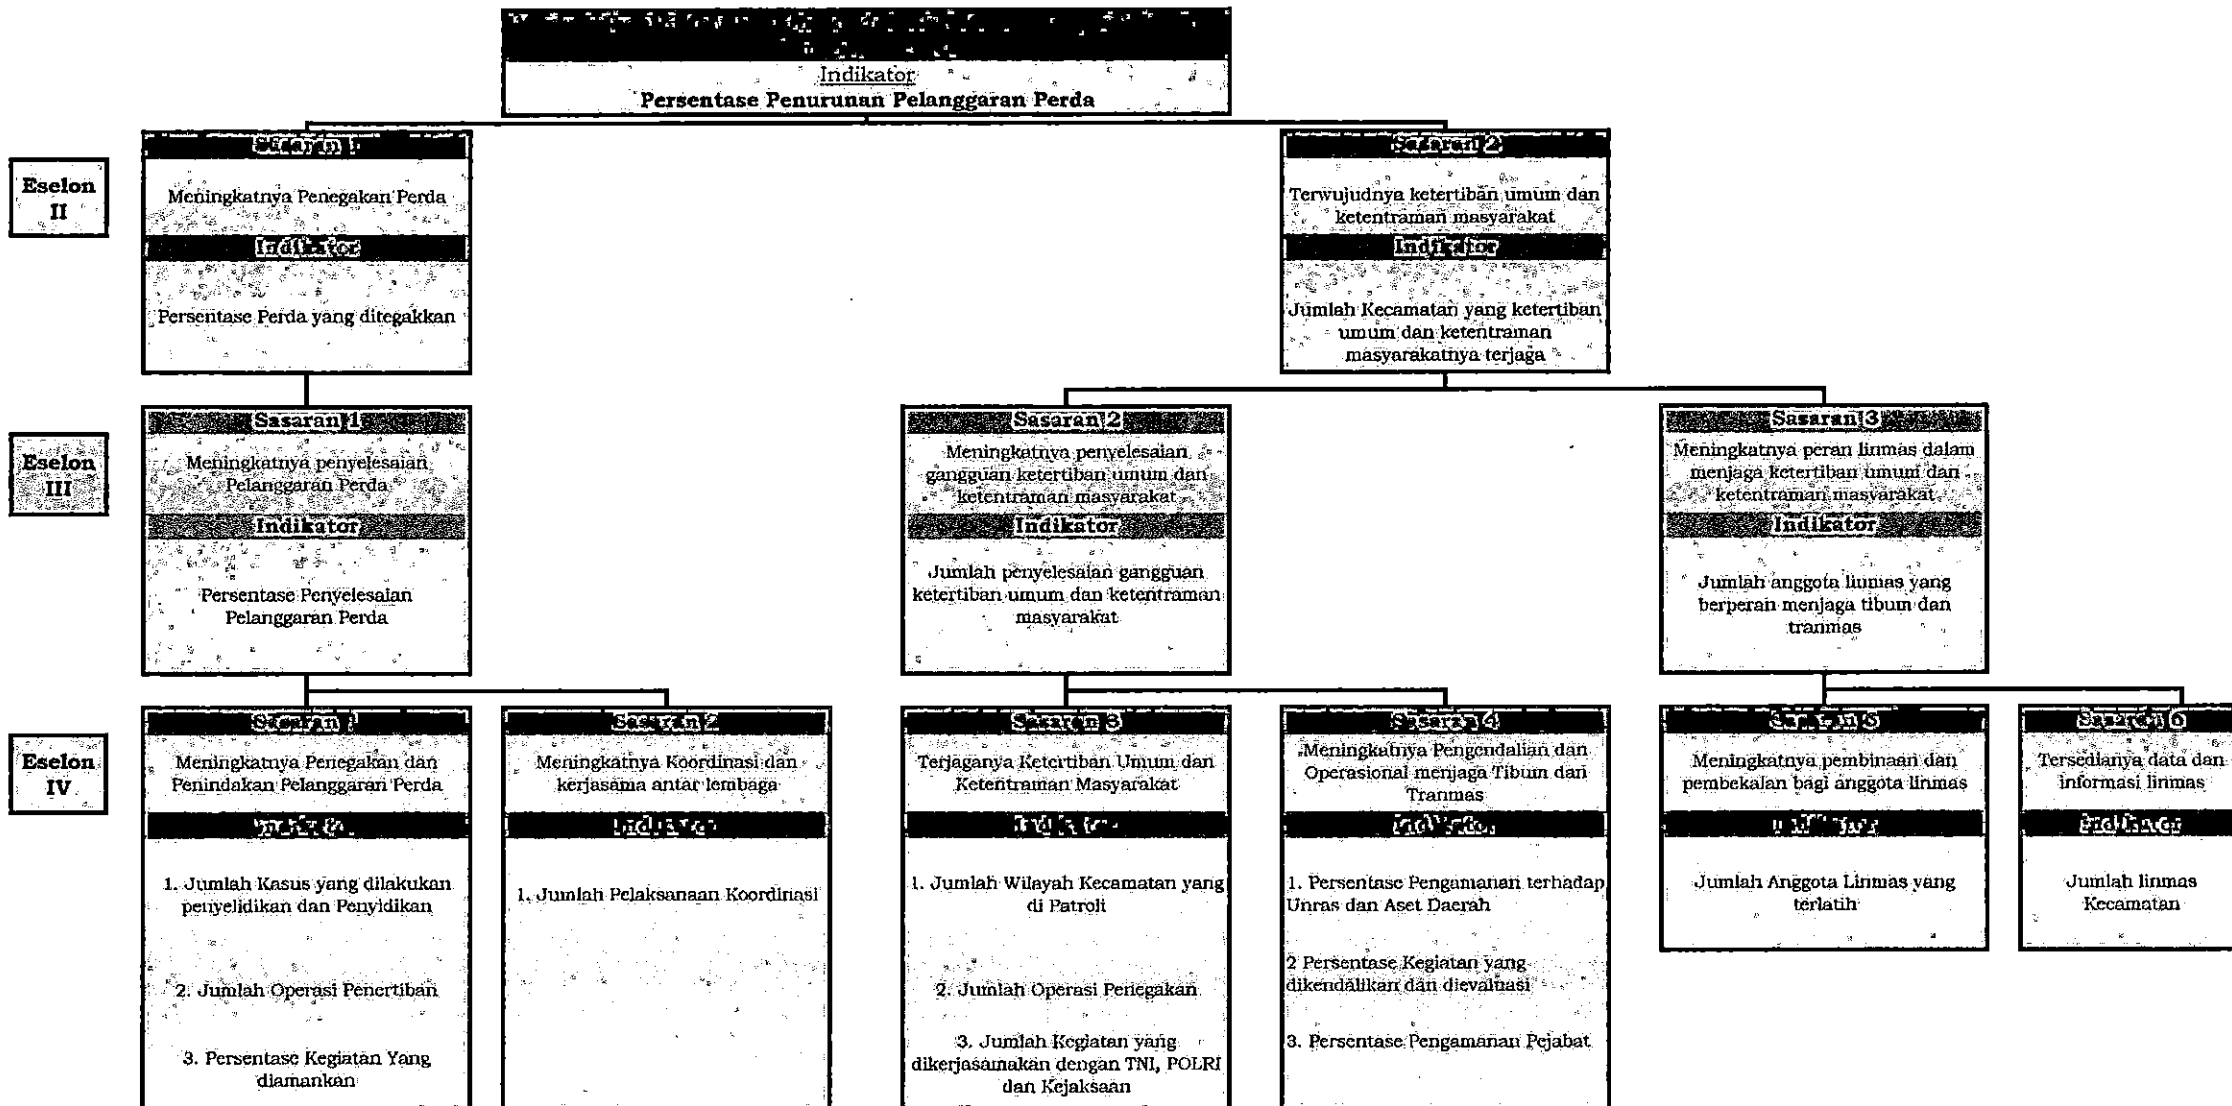 Indikator
Persentase Penurunan Pelanggaran Perda
Eselon
II
Sasaran 1
Meningkatnya Penegakan Perda
Indikator
Persentase Perda yang ditegakkan
Sasaran 2
Terwujudnya ketertiban umum dan
ketentraman masyarakat
Indikator
Jumlah Kecamatan yang ketertiban
umum dan ketentraman
masyarakatnya terjaga
Eselon
III
Sasaran 1
Meningkatnya penyelesaian
Pelanggaran Perda
Indikator
Persentase Penyelesaian
Pelanggaran Perda
Sasaran 2
Meningkatnya penyelesaian
gangguan ketertiban umum dan
ketentraman masyarakat
Indikator
Jumlah penyelesaian gangguan
ketertiban umum dan ketentraman
masyarakat
Sasaran 3
Meningkatnya peran linmas dalam
menjaga ketertiban umum dan
ketentraman masyarakat
Indikator
Jumlah anggota linmas yang
berperan menjaga tibum dan
tranmas
Eselon
IV
Sasaran 1
Meningkatnya Penegakan dan
Penindakan Pelanggaran Perda
Indikator
1. Jumlah Kasus yang dilakukan
penyelidikan dan Penyidikan
2. Jumlah Operasi Penertiban
3. Persentase Kegiatan Yang
diamankan
Sasaran 2
Meningkatnya Koordinasi dan
kerjasama antar lembaga
Indikator
1. Jumlah Pelaksanaan Koordinasi
Sasaran 3
Terjaganya Ketertiban Umum dan
Ketentraman Masyarakat
Indikator
1. Jumlah Wilayah Kecamatan yang
di Patroli
2. Jumlah Operasi Penegakan
3. Jumlah Kegiatan yang
dikerjasamakan dengan TNI, POLRI
dan Kejaksaan
Sasaran 4
Meningkatnya Pengendalian dan
Operasional menjaga Tibum dan
Tranmas
Indikator
1. Persentase Pengamanan terhadap
Unras dan Aset Daerah
2 Persentase Kegiatan yang
dikendalikan dan dievaluasi
3. Persentase Pengamanan Pejabat
Sasaran 5
Meningkatnya pembinaan dan
pembekalan bagi anggota linmas
Indikator
Jumlah Anggota Linmas yang
terlatih
Sasaran 6
Tersedianya data dan
informasi linmas
Indikator
Jumlah linmas
Kecamatan